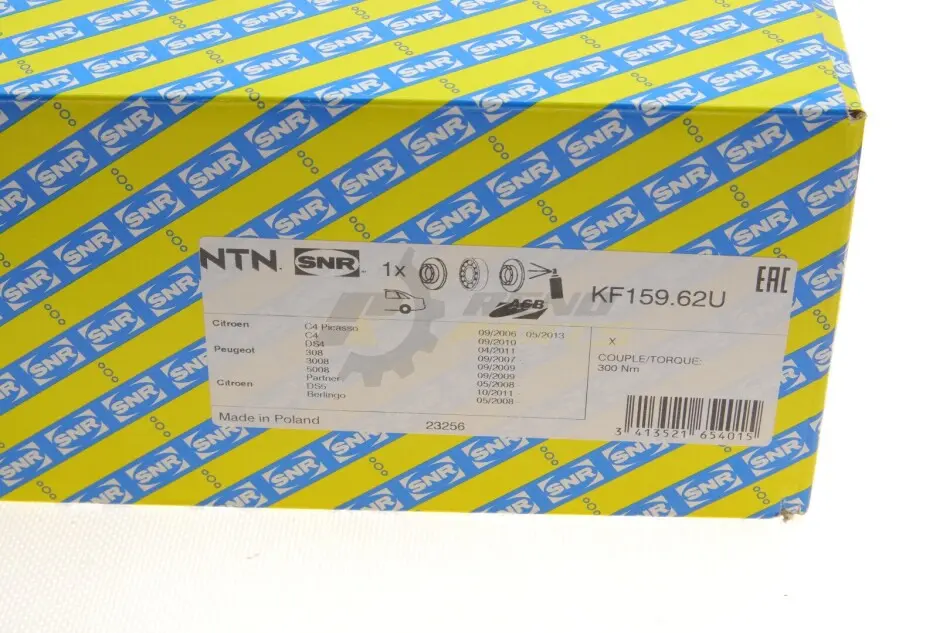 NTN. SNR 1x KF159.62U EAC
ASB
Citroen C4 Picasso 09/2006 - 05/2013
C4 09/2010
DS4 04/2011
Peugeot 308 09/2007 -
3008 09/2009
5008 09/2009
Partner 05/2008
Citroen DS5 10/2011
Berlingo 05/2008
X
COUPLE/TORQUE:
300 Nm
Made in Poland 23256
3 413521 654015